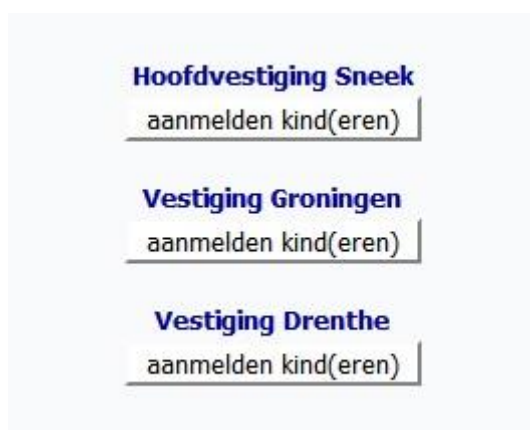 Hoofdvestiging Sneek
aanmelden kind(eren)
Vestiging Groningen
aanmelden kind(eren)
Vestiging Drenthe
aanmelden kind(eren)